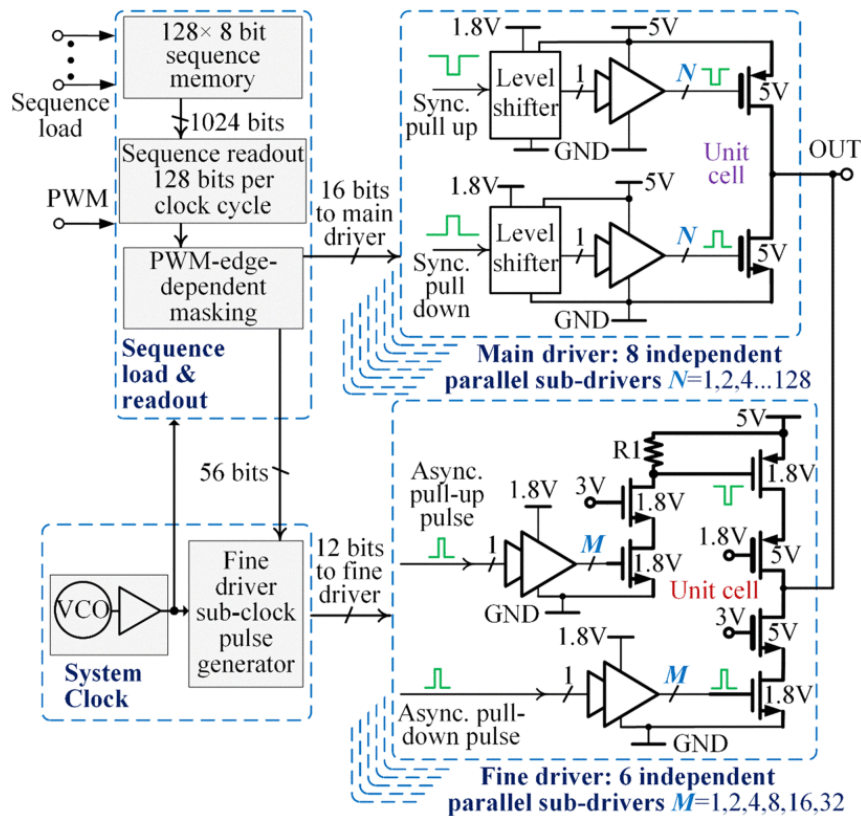 128× 8 bit
sequence
memory
Sequence
load
1024 bits
Sequence readout
128 bits per
clock cycle
PWM
PWM-edge-
dependent
masking
Sequence
load &
readout
16 bits
to main
driver
1.8V
5V
Level
shifter
Sync.
pull up
1
N
5V
GND
Unit
cell
OUT
1.8V
5V
Level
shifter
Sync.
pull
down
1
N
5V
GND
Main driver: 8 independent
parallel sub-drivers N=1,2,4...128
56 bits
VCO
System
Clock
Fine
driver
sub-clock
pulse
generator
12 bits
to fine
driver
5V
R1
Async.
pull-up
pulse
1.8V
3V
1.8V
1.8V
1
M
1.8V
GND
1.8V
5V
Unit cell
3V
5V
1.8V
1
M
1.8V
Async. pull-
down pulse
GND
Fine driver: 6 independent
parallel sub-drivers M=1,2,4,8,16,32